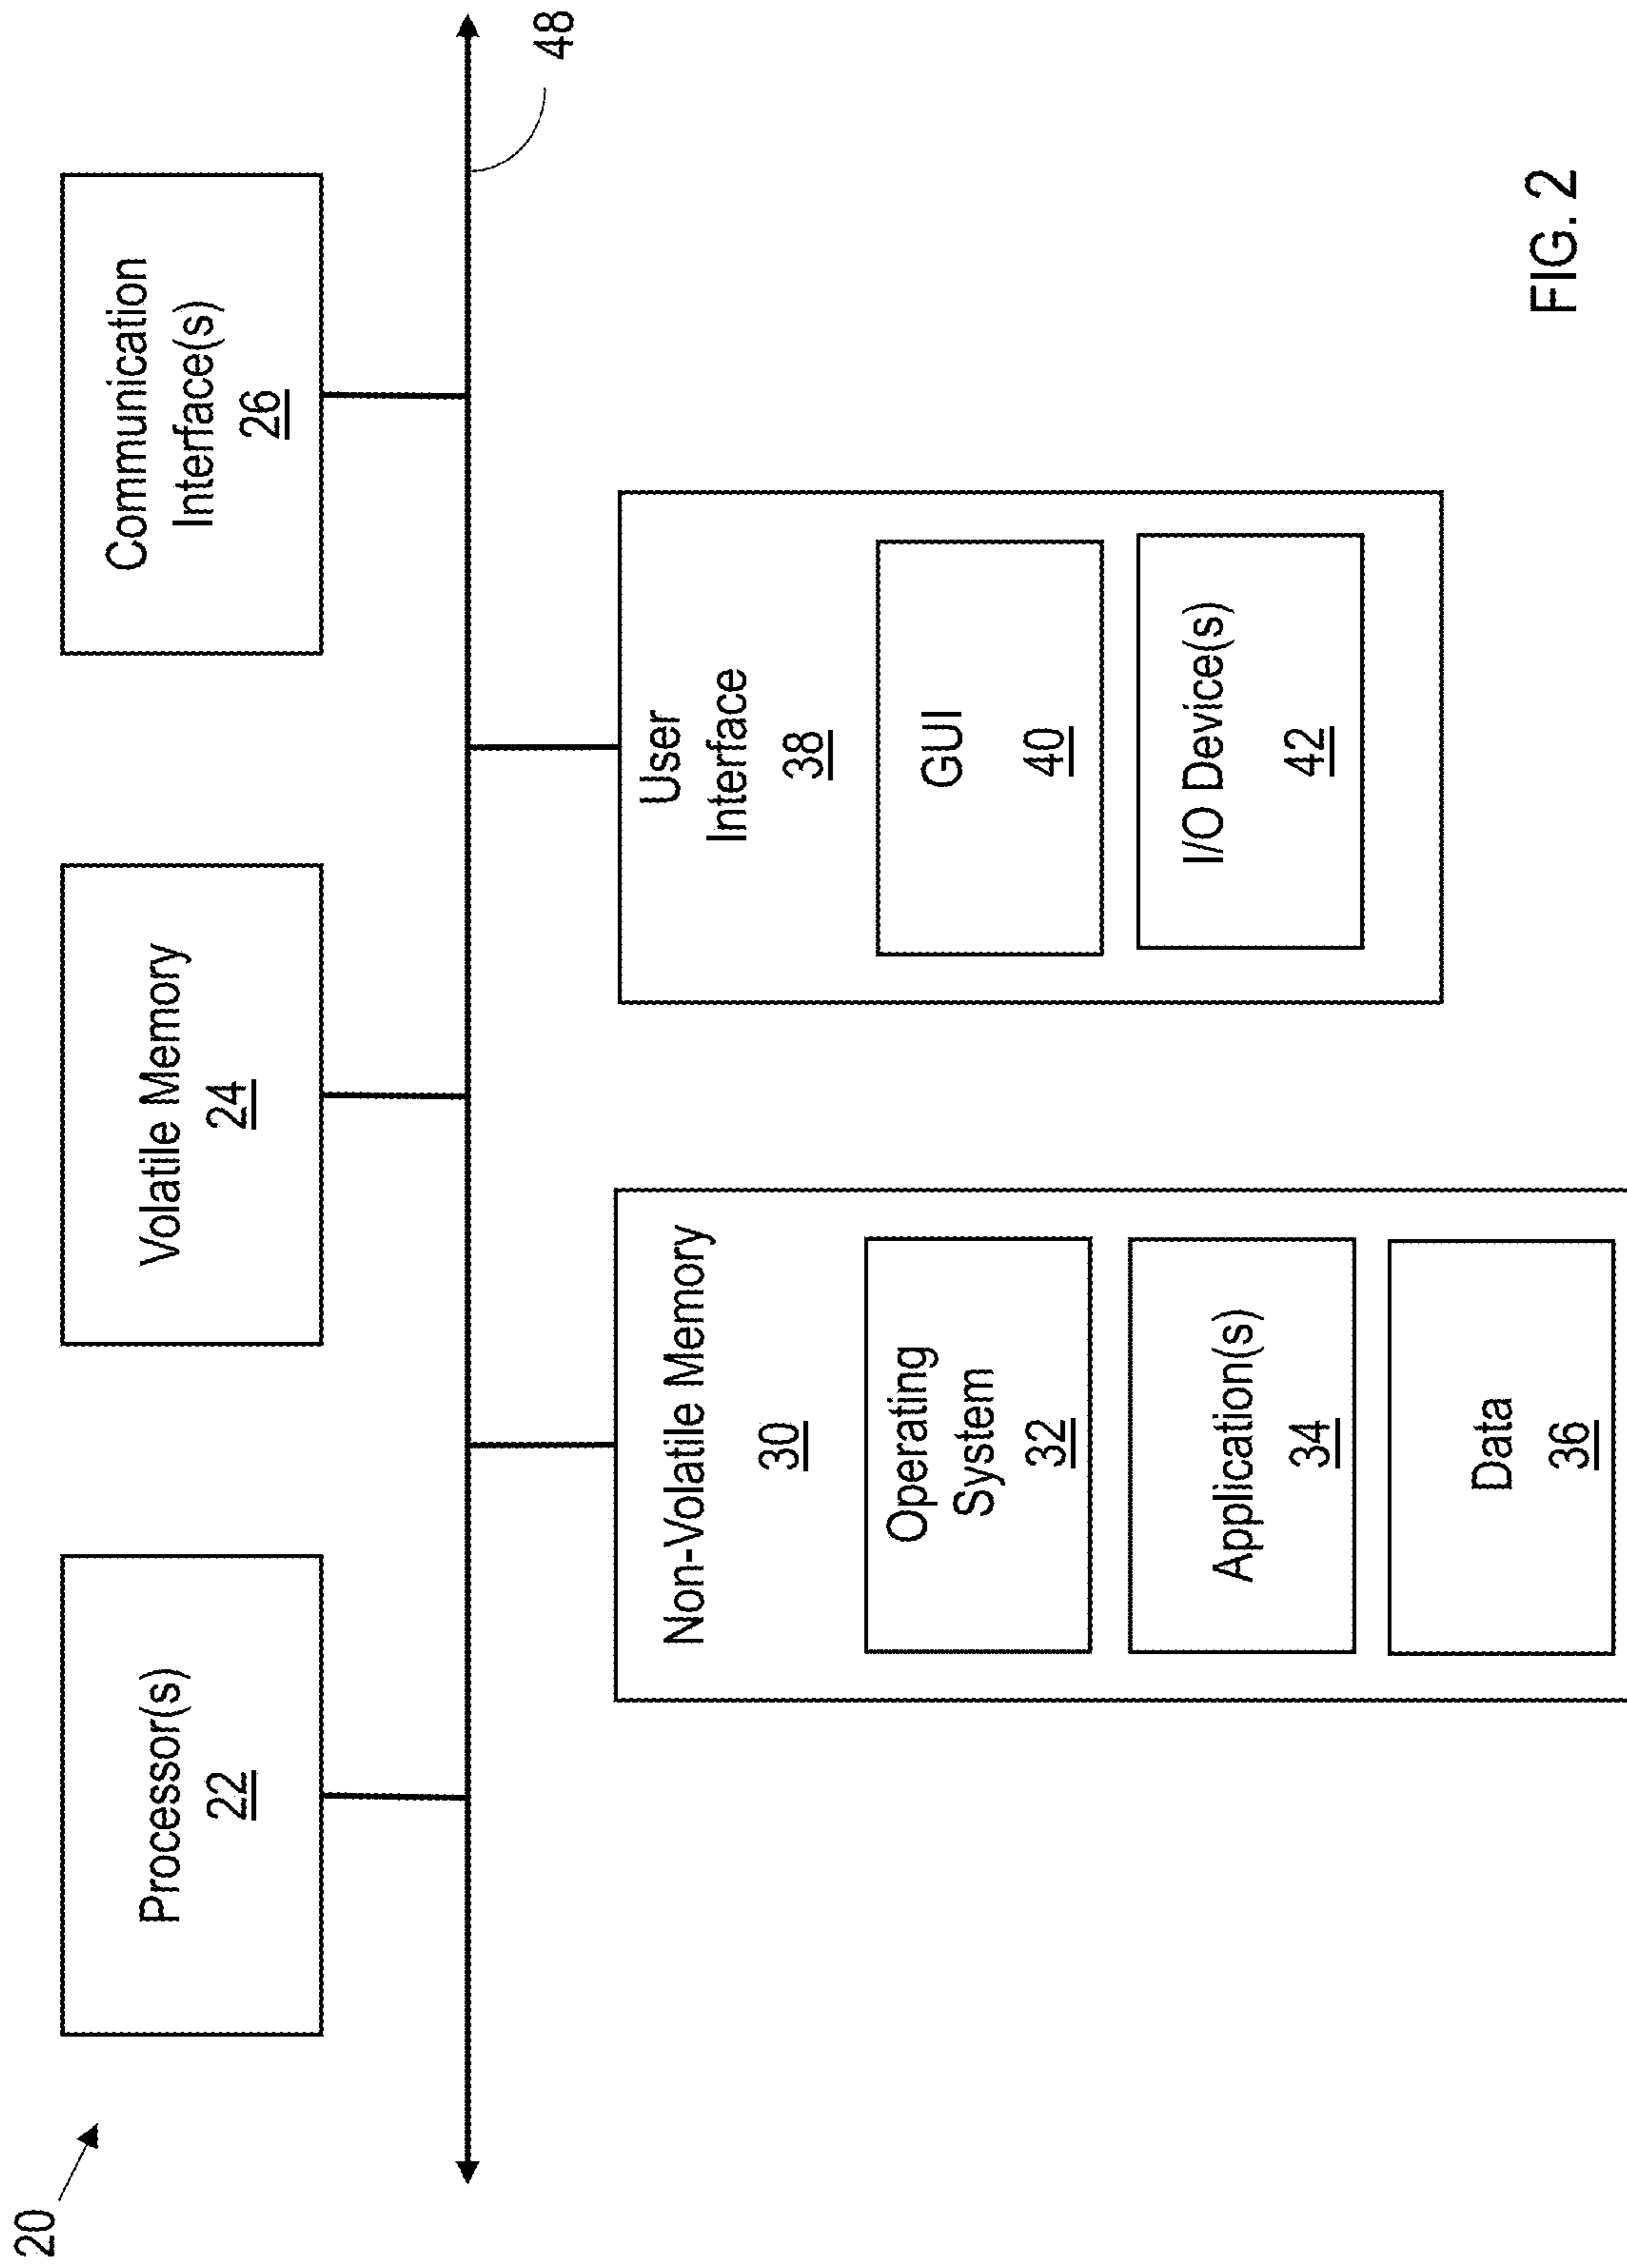 20
Processor(s)
22
Volatile Memory
24
Communication
Interface(s)
26
48
Non-Volatile Memory
30
Operating
System
32
Application(s)
34
Data
36
User
Interface
38
GUI
40
I/O Device(s)
42
FIG. 2